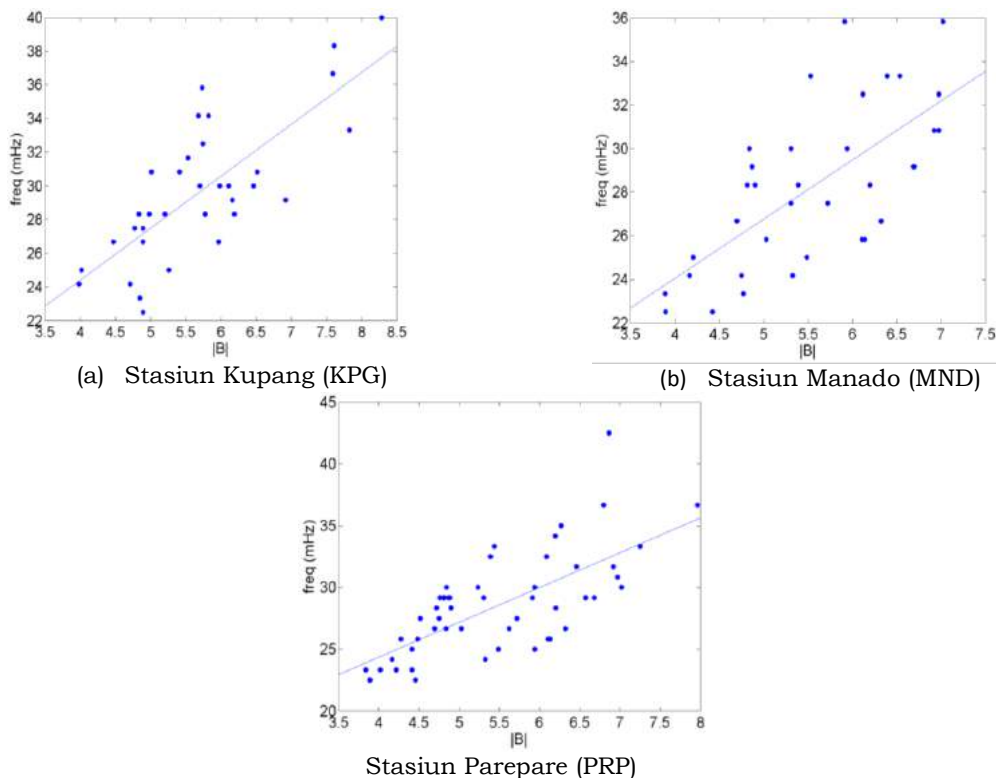 40
38
36
34
32
30
28
26
24
22
freq (mHz)
3.5 4 4.5 5 5.5 6 6.5 7 7.5 8 8.5
|B|
(a) Stasiun Kupang (KPG)
36
34
32
30
28
26
24
22
freq (mHz)
3.5 4 4.5 5 5.5 6 6.5 7 7.5
|B|
(b) Stasiun Manado (MND)
45
40
35
30
25
20
freq (mHz)
3.5 4 4.5 5 5.5 6 6.5 7 7.5 8
|B|
Stasiun Parepare (PRP)